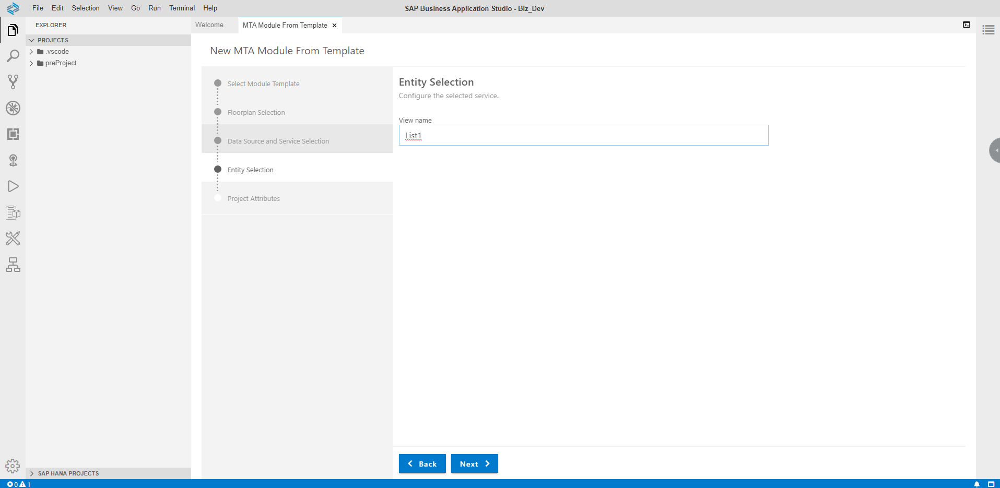 File Edit Selection View Go Run Terminal Help
SAP Business Application Studio - Biz_Dev
EXPLORER
PROJECTS
.vscode
preProject
SAP HANA PROJECTS
Welcome
MTA Module From Template
New MTA Module From Template
Select Module Template
Floorplan Selection
Data Source and Service Selection
Entity Selection
Project Attributes
Entity Selection
Configure the selected service.
View name
List1
Back
Next
0 1